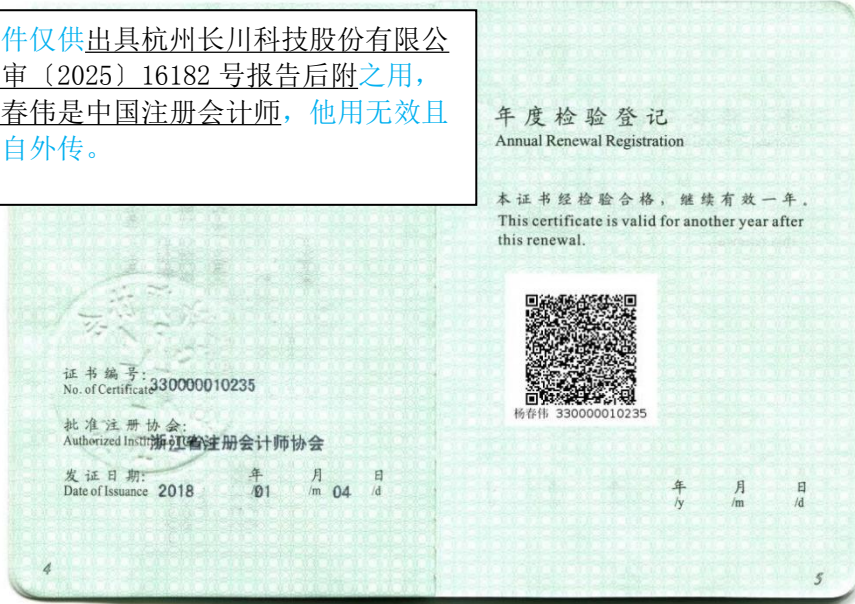 件仅供出具杭州长川科技股份有限公
审〔2025〕16182 号报告后附之用，
春伟是中国注册会计师，他用无效且
自外传。
证书编号:
No. of Certificate 330000010235
批准注册协会:
Authorized Insti 浙江省注册会计师协会
发证日期: 年 月 日
Date of Issuance 2018 /01 /m 04 /d
4
年度检验登记
Annual Renewal Registration
本证书经检验合格，继续有效一年。
This certificate is valid for another year after
this renewal.
杨春伟 330000010235
年 月 日
/y /m /d
5